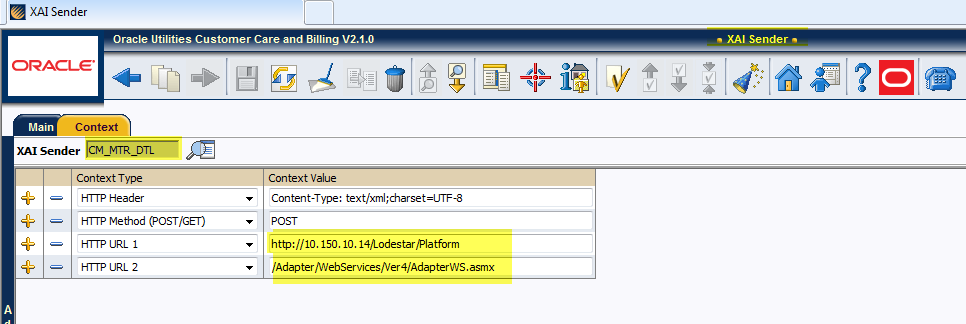 XAI Sender
ORACLE
Oracle Utilities Customer Care and Billing V2.1.0
XAI Sender
Main
Context
XAI Sender
CM_MTR_DTL
Context Type
Context Value
HTTP Header
Content-Type: text/xml;charset=UTF-8
HTTP Method (POST/GET)
POST
HTTP URL 1
http://10.150.10.14/Lodestar/Platform
HTTP URL 2
/Adapter/WebServices/Ver4/AdapterWS.asmx
A